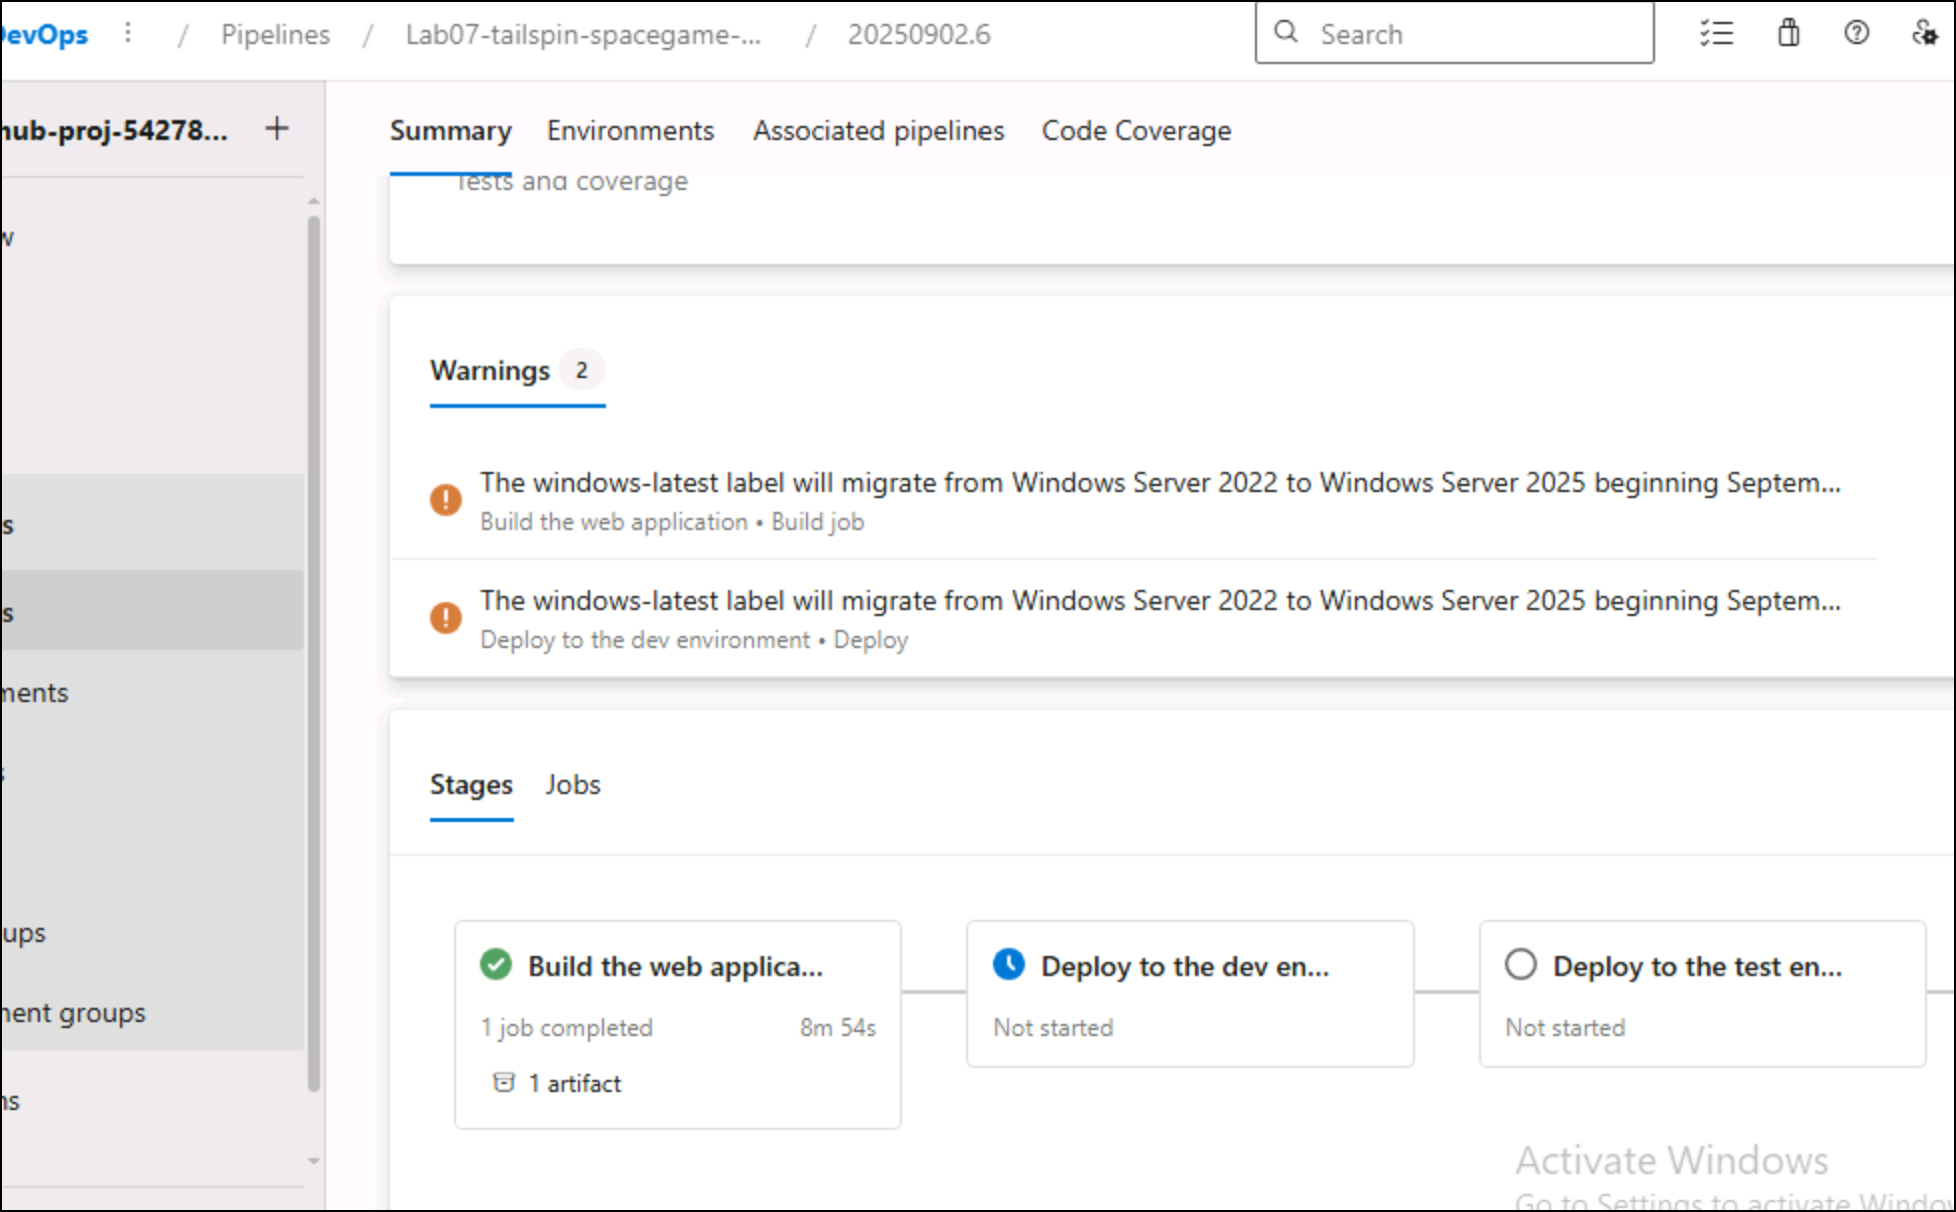 DevOps / Pipelines / Lab07-tailspin-spacegame-... / 20250902.6
Search
hub-proj-54278... +
Summary Environments Associated pipelines Code Coverage
Tests and coverage
Warnings 2
The windows-latest label will migrate from Windows Server 2022 to Windows Server 2025 beginning Septem...
Build the web application • Build job
The windows-latest label will migrate from Windows Server 2022 to Windows Server 2025 beginning Septem...
Deploy to the dev environment • Deploy
Stages Jobs
Build the web applica...
1 job completed 8m 54s
1 artifact
Deploy to the dev en...
Not started
Deploy to the test en...
Not started
w
s
s
ments
ups
ment groups
ns
Activate Windows
Go to Settings to activate Window